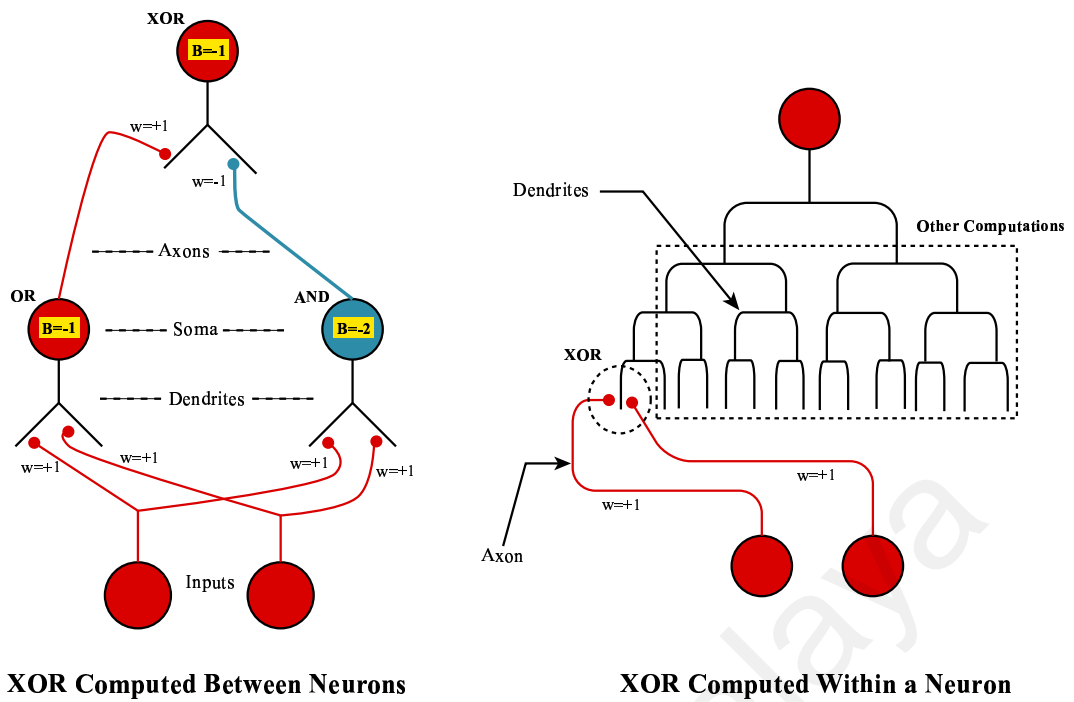 XOR
B=-1
w=+1
w=-1
Axons
OR
AND
B=-1
Soma
B=-2
Dendrites
w=+1
w=+1
w=+1
w=+1
Inputs
XOR Computed Between Neurons
Dendrites
Other Computations
XOR
w=+1
w=+1
Axon
XOR Computed Within a Neuron
laya